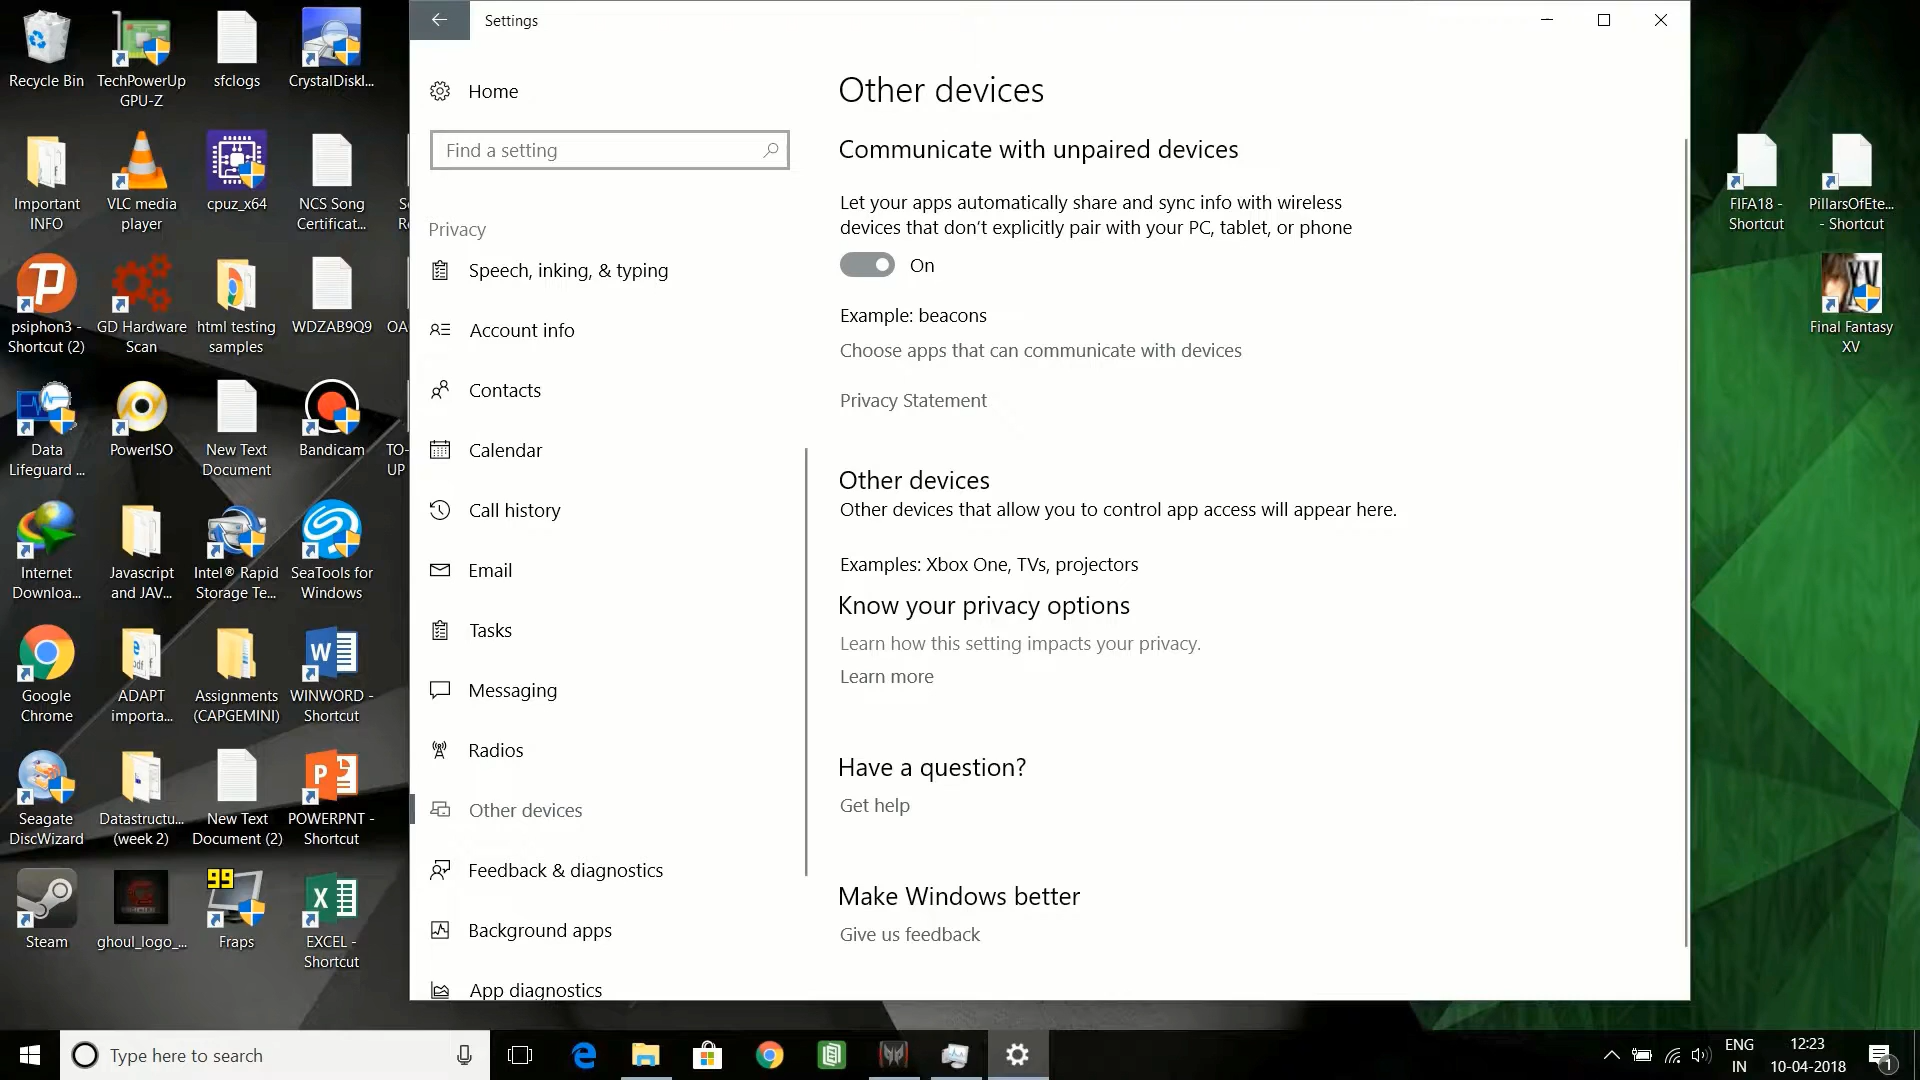 Recycle Bin
TechPowerUp
GPU-Z
sfclogs
CrystalDiskI...
Important
INFO
VLC media
player
cpuz_x64
NCS Song
Certificat...
psiphon3 -
Shortcut (2)
GD Hardware
Scan
html testing
samples
WDZAB9Q9
OA
Data
Lifeguard ...
PowerISO
New Text
Document
Bandicam
TO-
UP
Internet
Downloa...
Javascript
and JAV...
Intel® Rapid
Storage Te...
SeaTools for
Windows
Google
Chrome
ADAPT
importa...
Assignments
(CAPGEMINI)
WINWORD -
Shortcut
Seagate
DiscWizard
Datastructu...
(week 2)
New Text
Document (2)
POWERPNT -
Shortcut
99
Steam
ghoul_logo_...
Fraps
EXCEL -
Shortcut
Settings
Home
Find a setting
Privacy
Speech, inking, & typing
Account info
Contacts
Calendar
Call history
Email
Tasks
Messaging
Radios
Other devices
Feedback & diagnostics
Background apps
App diagnostics
Other devices
Communicate with unpaired devices
Let your apps automatically share and sync info with wireless
devices that don't explicitly pair with your PC, tablet, or phone
On
Example: beacons
Choose apps that can communicate with devices
Privacy Statement
Other devices
Other devices that allow you to control app access will appear here.
Examples: Xbox One, TVs, projectors
Know your privacy options
Learn how this setting impacts your privacy.
Learn more
Have a question?
Get help
Make Windows better
Give us feedback
FIFA18 -
Shortcut
PillarsOfEte...
- Shortcut
Final Fantasy
XV
Type here to search
ENG
IN
12:23
10-04-2018
1